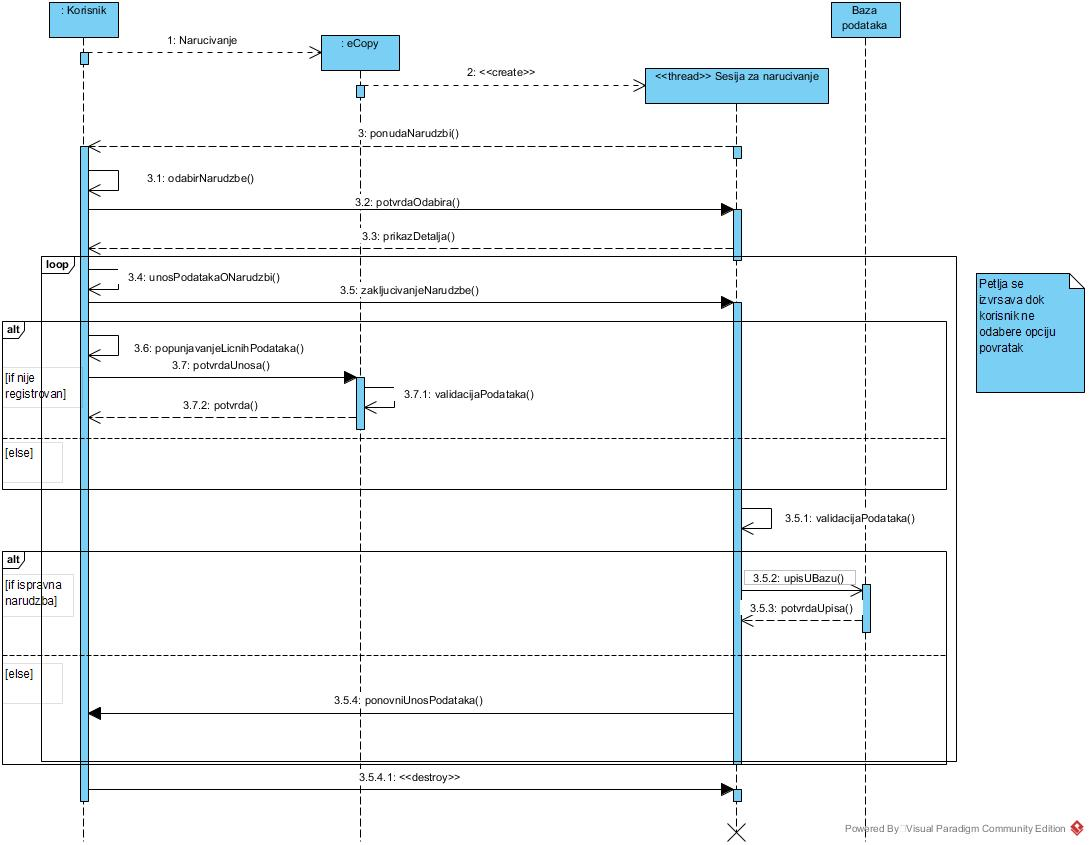 : Korisnik
Baza
podataka
1: Narucivanje
: eCopy
2: <<create>>
<<thread>> Sesija za narucivanje
3: ponudaNarudzbi()
3.1: odabirNarudzbe()
3.2: potvrdaOdabira()
3.3: prikazDetalja()
loop
3.4: unosPodatakaONarudzbi()
3.5: zakljucivanjeNarudzbe()
Petlja se
izvrsava dok
korisnik ne
odabere opciju
povratak
alt
3.6: popunjavanjeLicnihPodataka()
3.7: potvrdaUnosa()
[if nije
registrovan]
3.7.1: validacijaPodataka()
3.7.2: potvrda()
[else]
3.5.1: validacijaPodataka()
alt
[if ispravna
narudzba]
3.5.2: upisUBazu()
3.5.3: potvrdaUpisa()
[else]
3.5.4: ponovniUnosPodataka()
3.5.4.1: <<destroy>>
Powered By Visual Paradigm Community Edition